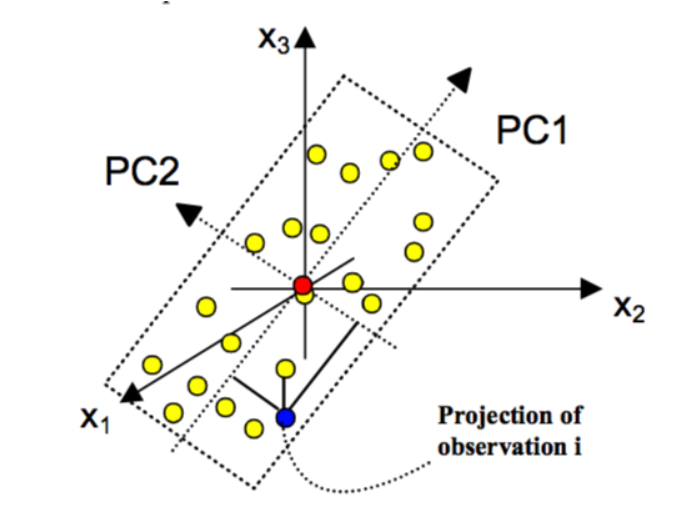 x₃
PC1
PC2
x₂
x₁
Projection of
observation i